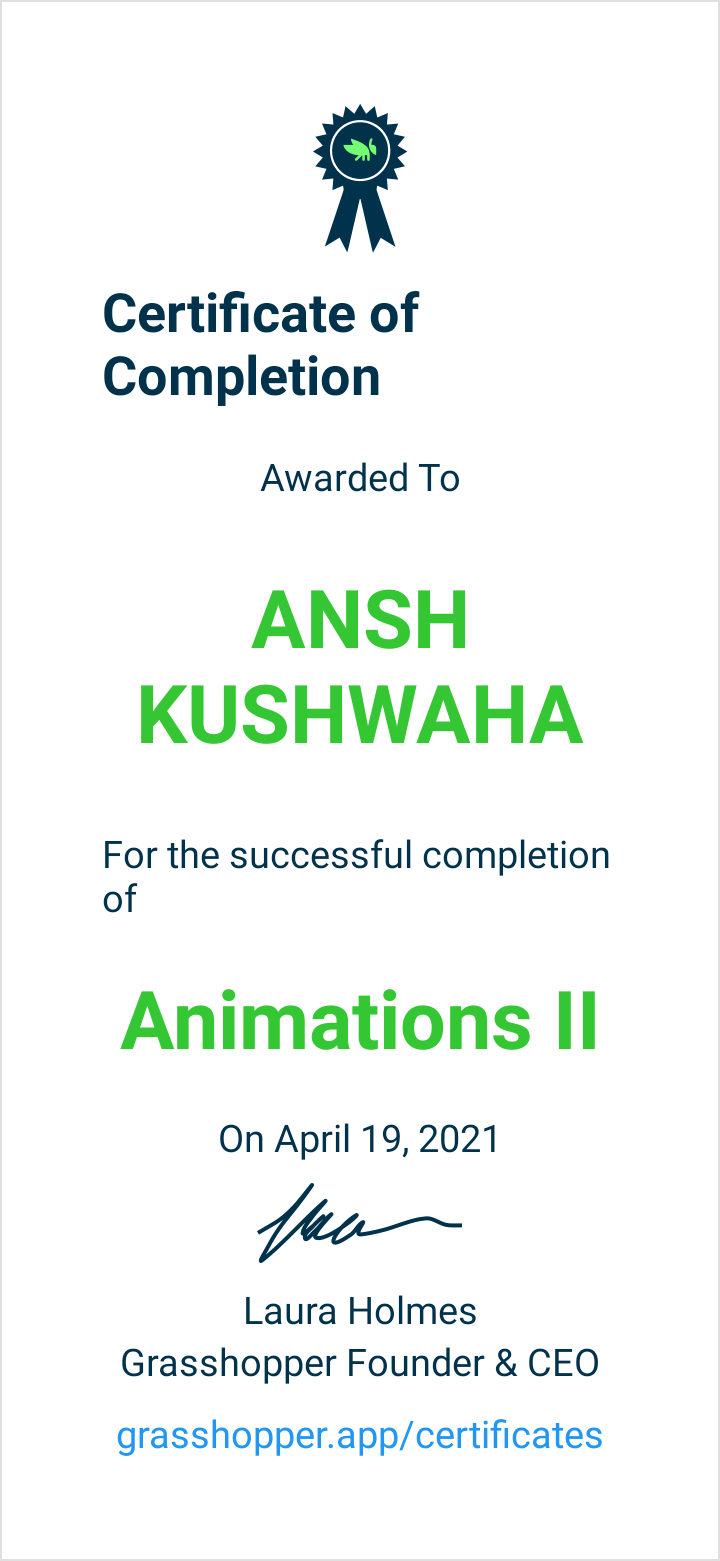 Certificate of
Completion
Awarded To
ANSH
KUSHWAHA
For the successful completion
of
Animations II
On April 19, 2021
Laura Holmes
Grasshopper Founder & CEO
grasshopper.app/certificates